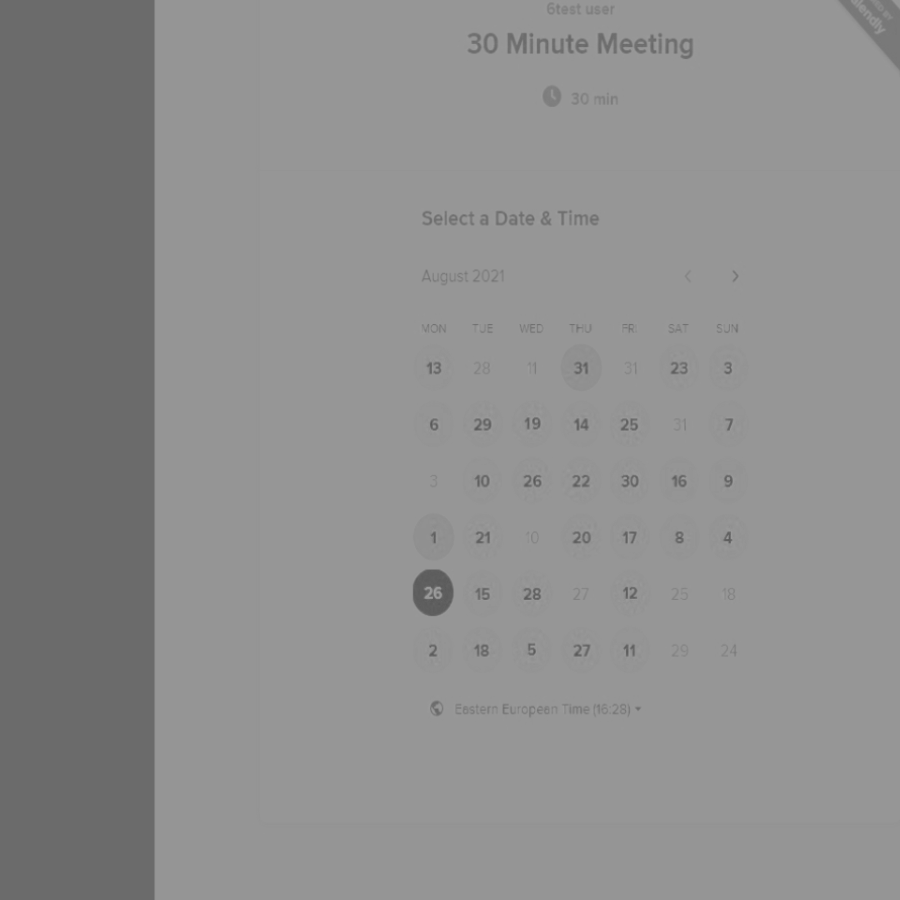 6test user
30 Minute Meeting
30 min
Select a Date & Time
August 2021
MON TUE WED THU FRI SAT SUN
13 28 11 31 31 23 3
6 29 19 14 25 31 7
3 10 26 22 30 16 9
1 21 10 20 17 8 4
26 15 28 27 12 25 18
2 18 5 27 11 29 24
Eastern European Time (16:28)